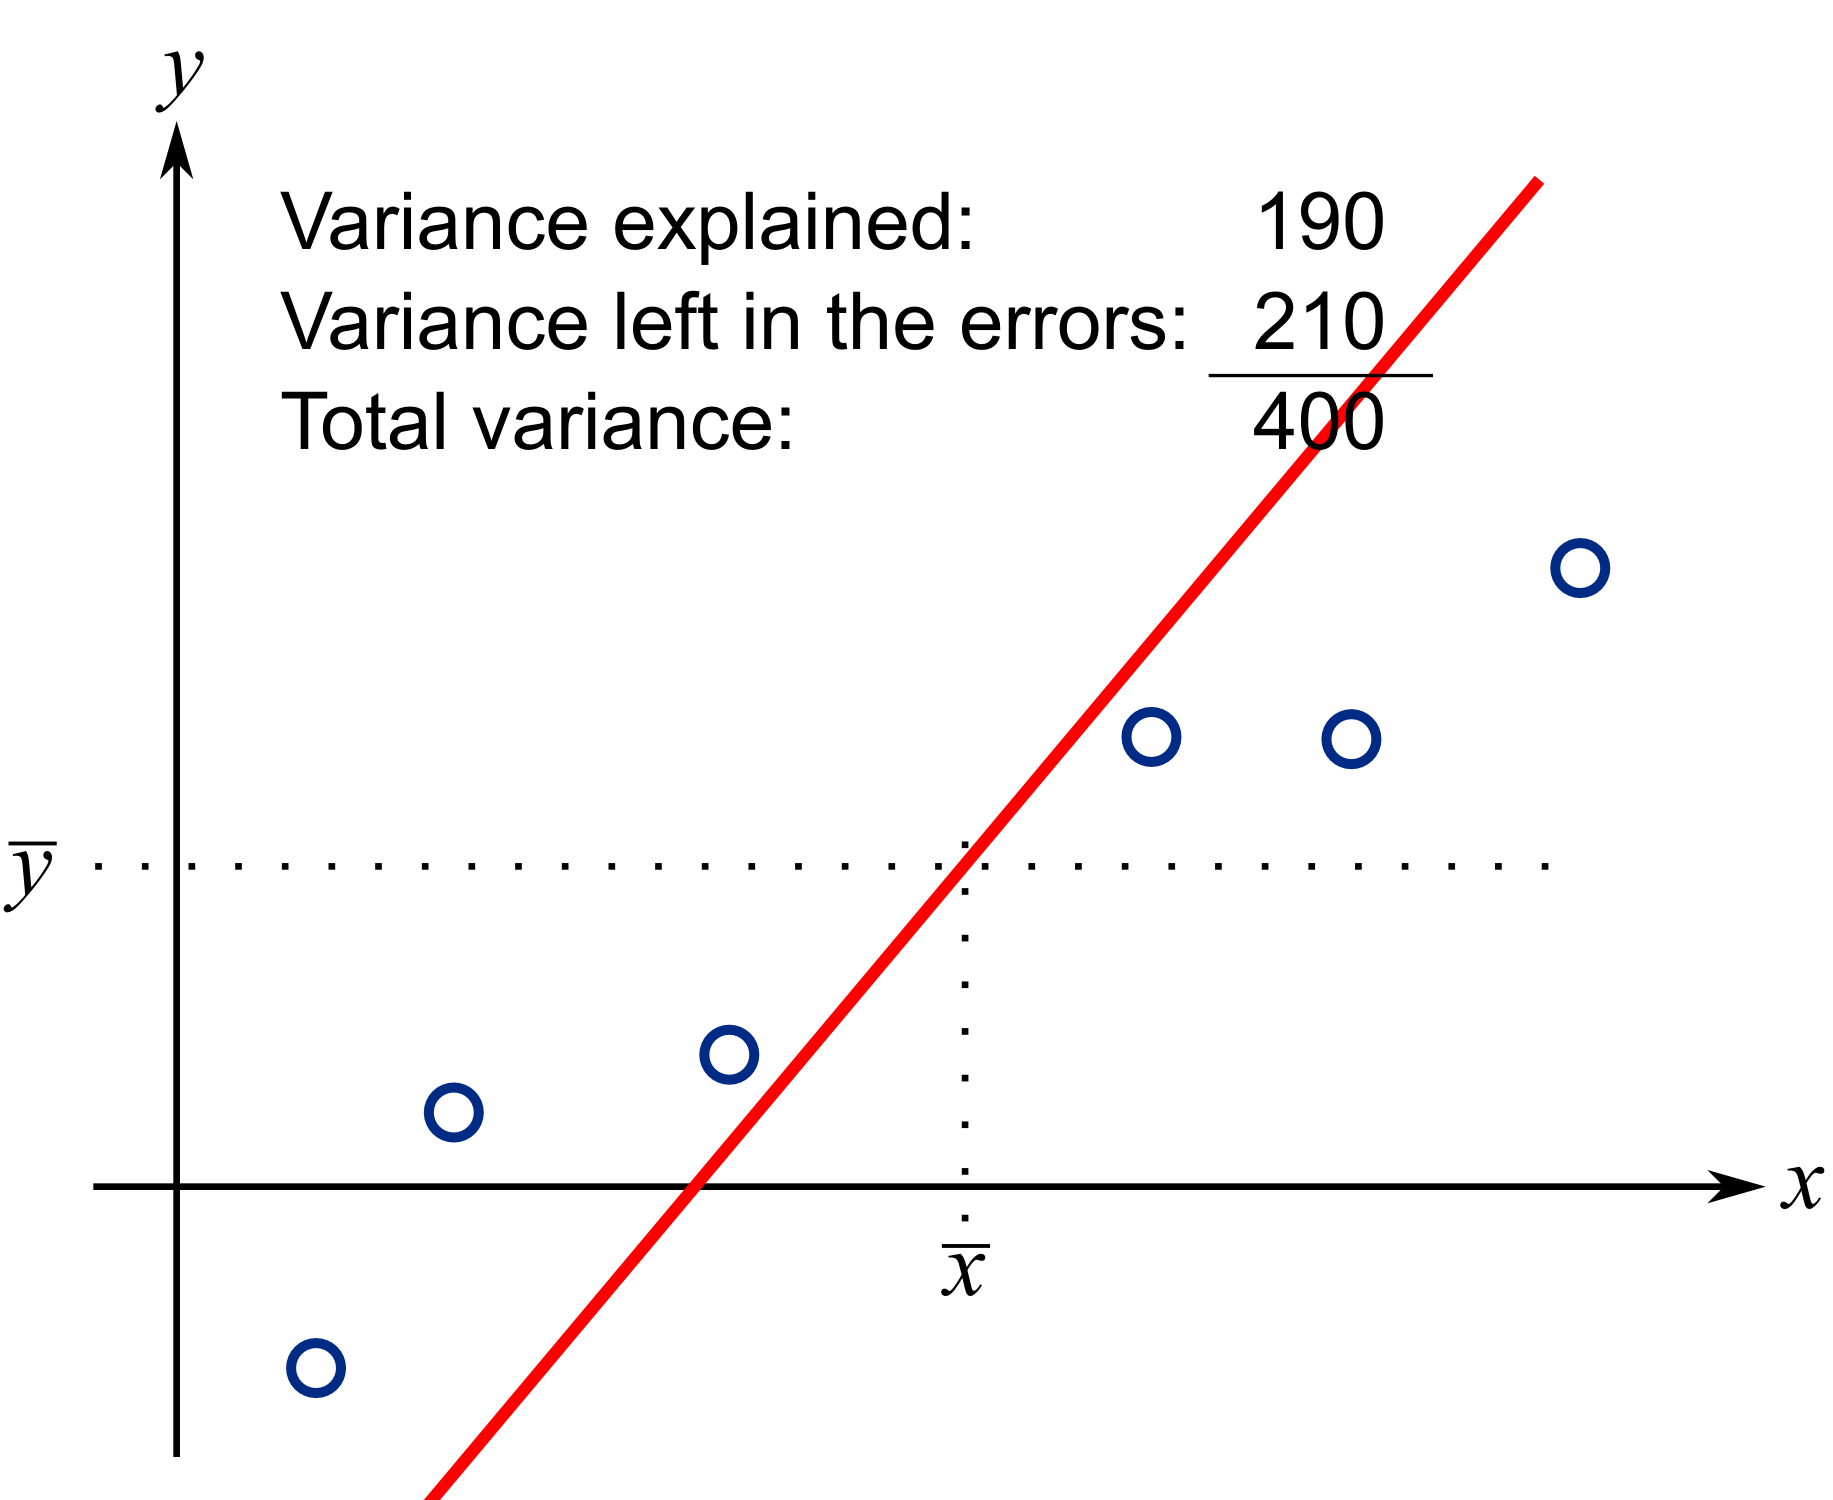 y
Variance explained: 190
Variance left in the errors: 210
Total variance: 400
y̅
x
x̅